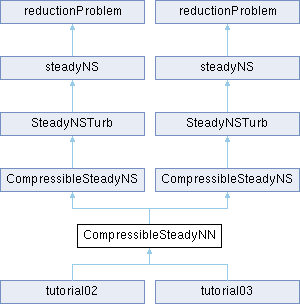 reductionProblem reductionProblem
steadyNS steadyNS
SteadyNSTurb SteadyNSTurb
CompressibleSteadyNS CompressibleSteadyNS
CompressibleSteadyNN
tutorial02 tutorial03